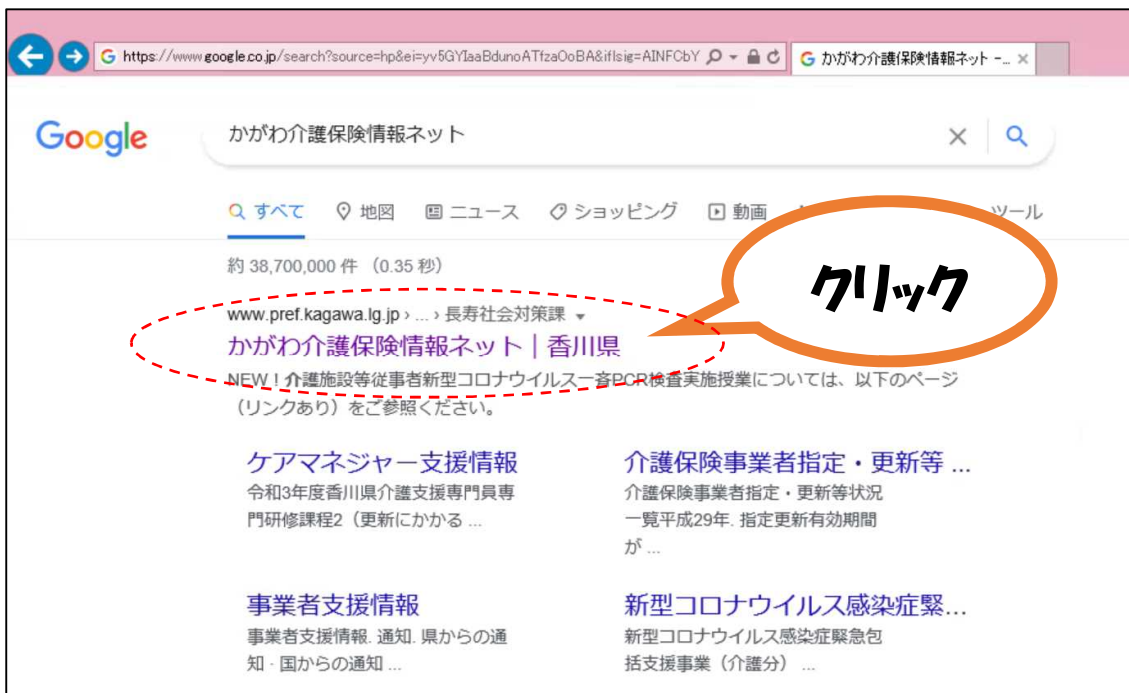 https://www.google.co.jp/search?source=hp&ei=yv5GYIaaBdunoATfzaOoBA&iflsig=AINFCbY
かがわ介護保険情報ネット -...
Google
かがわ介護保険情報ネット
すべて 地図 ニュース ショッピング 動画 ツール
約 38,700,000 件 （0.35 秒）
クリック
www.pref.kagawa.lg.jp › ... › 長寿社会対策課
かがわ介護保険情報ネット｜香川県
NEW！介護施設等従事者新型コロナウイルス一斉PCR検査実施授業については、以下のページ
（リンクあり）をご参照ください。
ケアマネジャー支援情報
令和3年度香川県介護支援専門員専
門研修課程2（更新にかかる ...
介護保険事業者指定・更新等 ...
介護保険事業者指定・更新等状況
一覧平成29年. 指定更新有効期間
が ...
事業者支援情報
事業者支援情報. 通知. 県からの通
知 · 国からの通知 ...
新型コロナウイルス感染症緊...
新型コロナウイルス感染症緊急包
括支援事業（介護分） ...